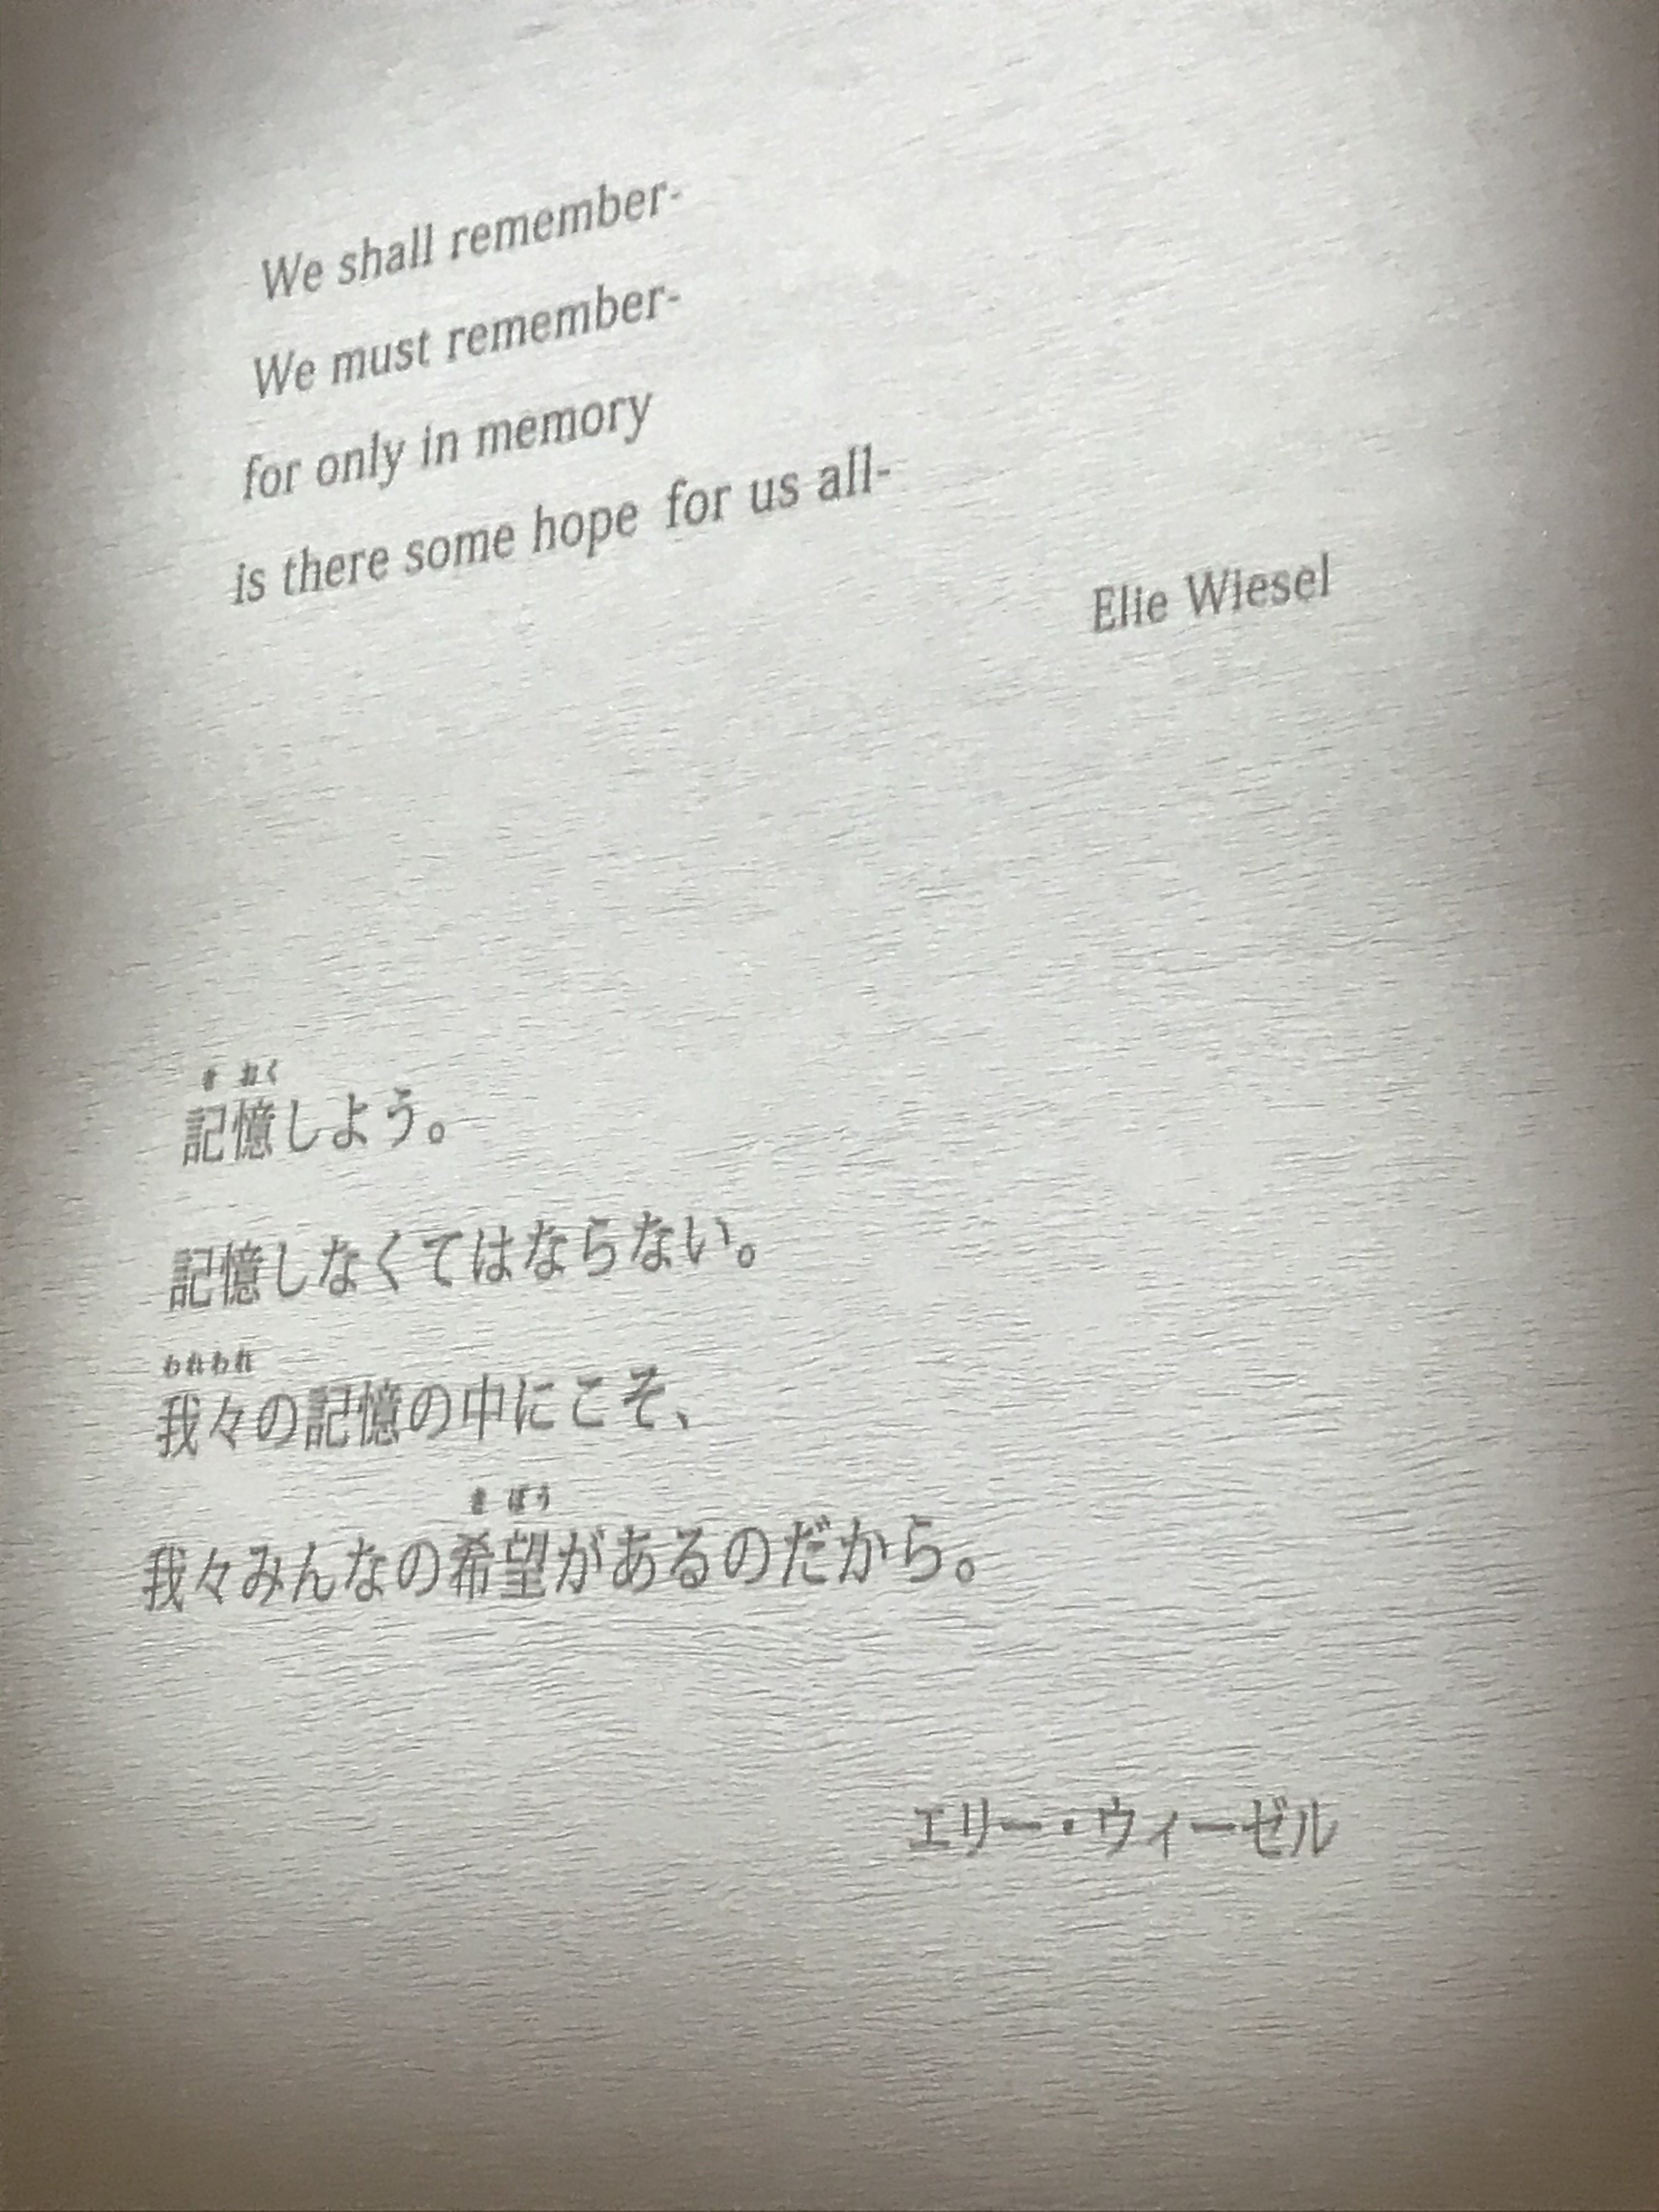 We shall remember-
We must remember-
for only in memory
is there some hope for us all-
Elie Wiesel
き おく
記憶しよう。
記憶しなくてはならない。
われわれ
我々の記憶の中にこそ、
き ぼう
我々みんなの希望があるのだから。
エリー・ウィーゼル